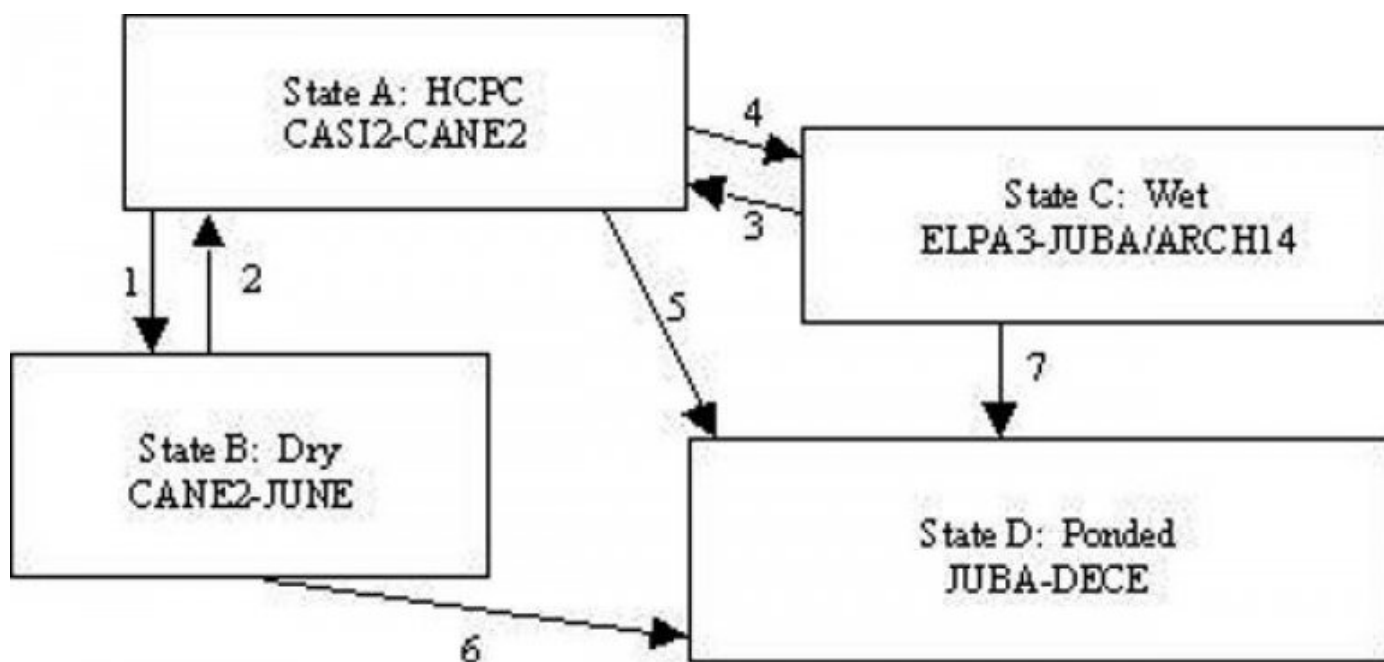 State A: HCPC
CASI2-CANE2
4
State C: Wet
ELPA3-JUBA/ARCH14
3
1
2
5
7
State B: Dry
CANE2-JUNE
State D: Ponded
JUBA-DECE
6